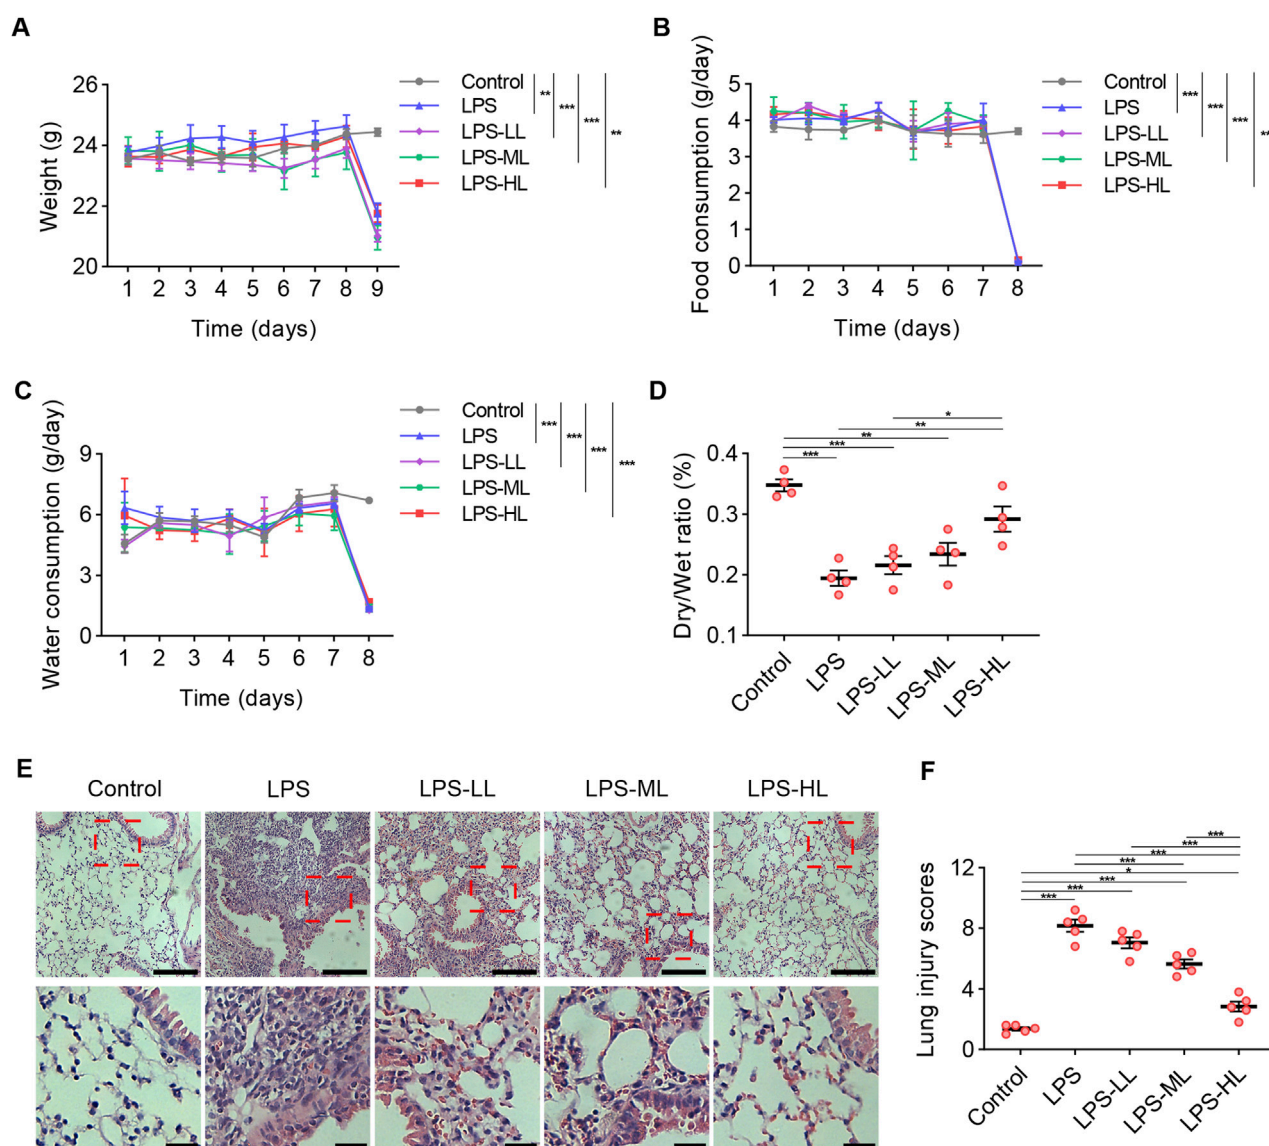 A
Weight (g)
26
24
22
20
1 2 3 4 5 6 7 8 9
Time (days)
Control
LPS
LPS-LL
LPS-ML
LPS-HL
**
***
***
**
B
Food consumption (g/day)
5
4
3
2
1
0
1 2 3 4 5 6 7 8
Time (days)
Control
LPS
LPS-LL
LPS-ML
LPS-HL
***
***
***
**
C
Water consumption (g/day)
9
6
3
0
1 2 3 4 5 6 7 8
Time (days)
Control
LPS
LPS-LL
LPS-ML
LPS-HL
***
***
***
***
D
Dry/Wet ratio (%)
0.4
0.3
0.2
0.1
*
**
**
***
***
Control LPS LPS-LL LPS-ML LPS-HL
E
Control LPS LPS-LL LPS-ML LPS-HL
F
Lung injury scores
12
8
4
0
***
***
***
***
*
***
***
***
Control LPS LPS-LL LPS-ML LPS-HL